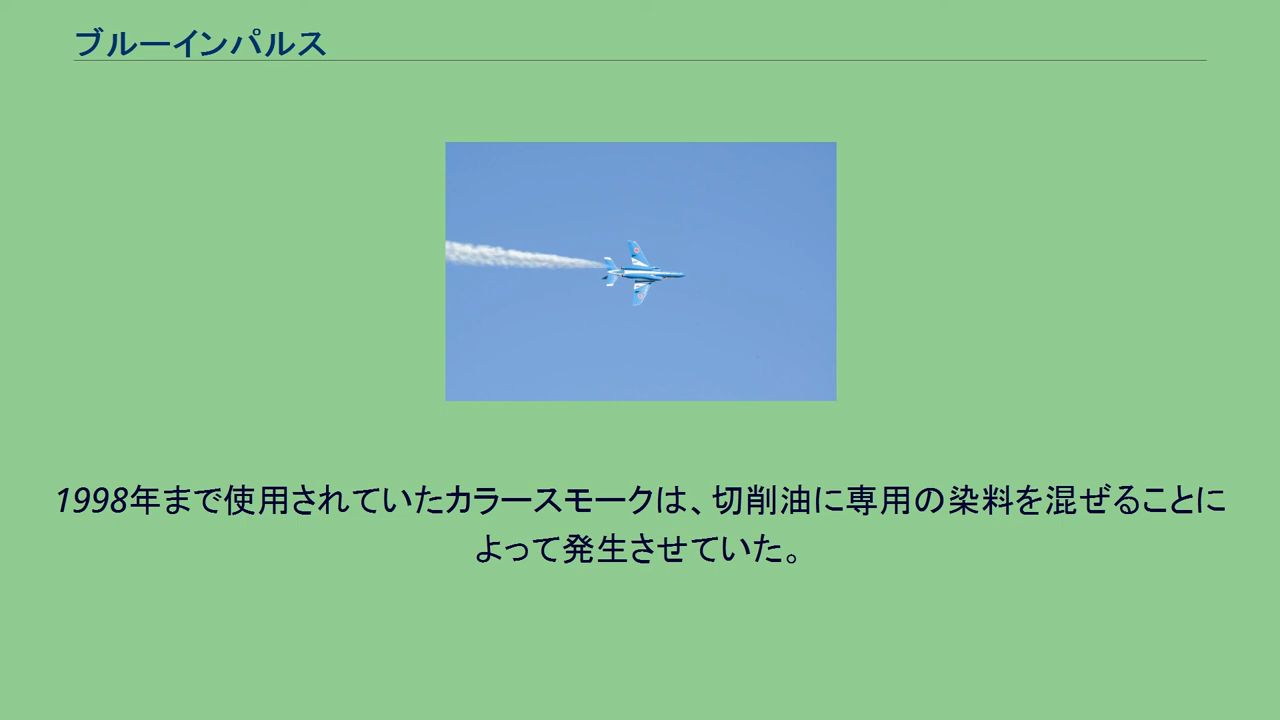 ブルーインパルス
1998年まで使用されていたカラースモークは、切削油に専用の染料を混ぜることに
よって発生させていた。